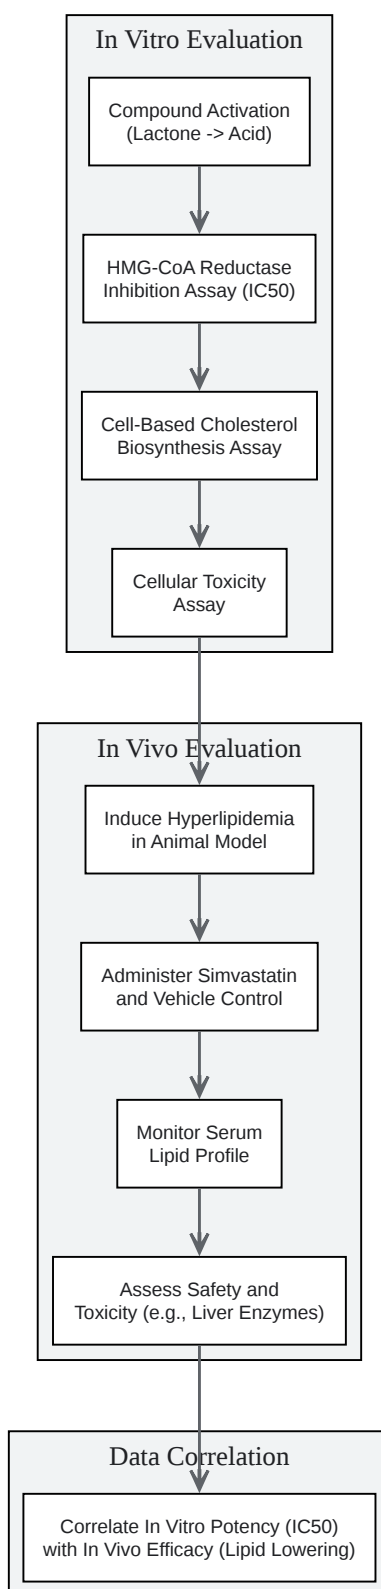 In Vitro Evaluation
Compound Activation
(Lactone -> Acid)
HMG-CoA Reductase
Inhibition Assay (IC50)
Cell-Based Cholesterol
Biosynthesis Assay
Cellular Toxicity
Assay
In Vivo Evaluation
Induce Hyperlipidemia
in Animal Model
Administer Simvastatin
and Vehicle Control
Monitor Serum
Lipid Profile
Assess Safety and
Toxicity (e.g., Liver Enzymes)
Data Correlation
Correlate In Vitro Potency (IC50)
with In Vivo Efficacy (Lipid Lowering)